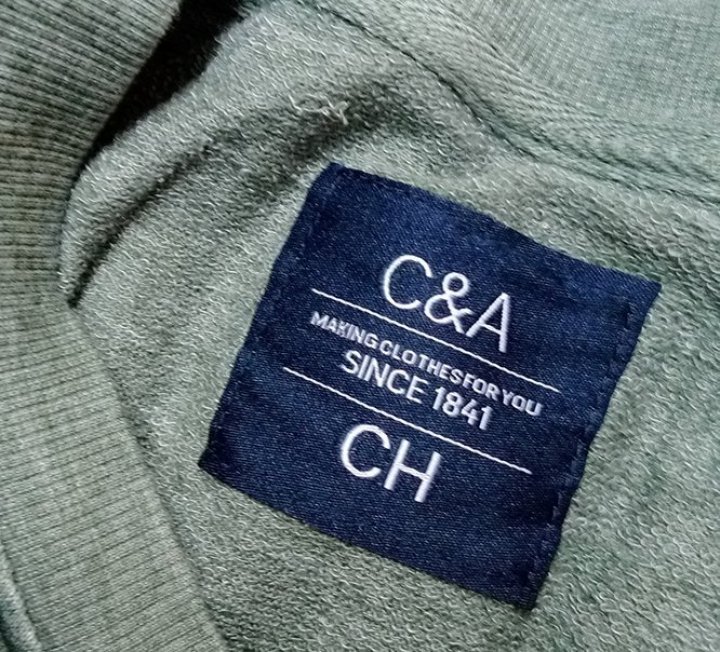 C&A
MAKING CLOTHES FOR YOU
SINCE 1841
CH